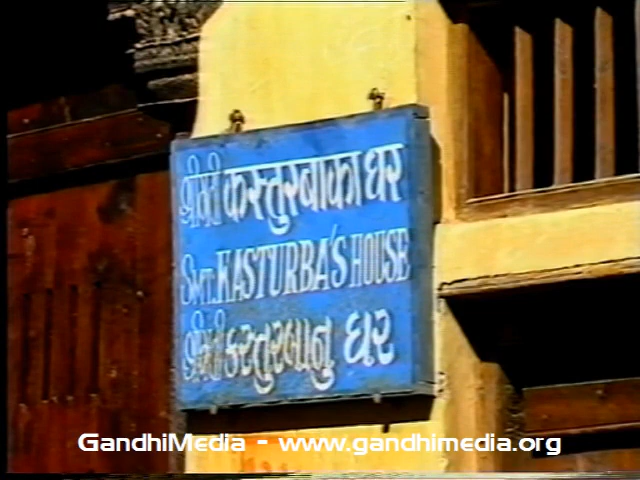 श्रीमती कस्तुरबा का घर
SMT. KASTURBA'S HOUSE
શ્રીમતી કસ્તુરબાનુ ઘર
GandhiMedia - www.gandhimedia.org